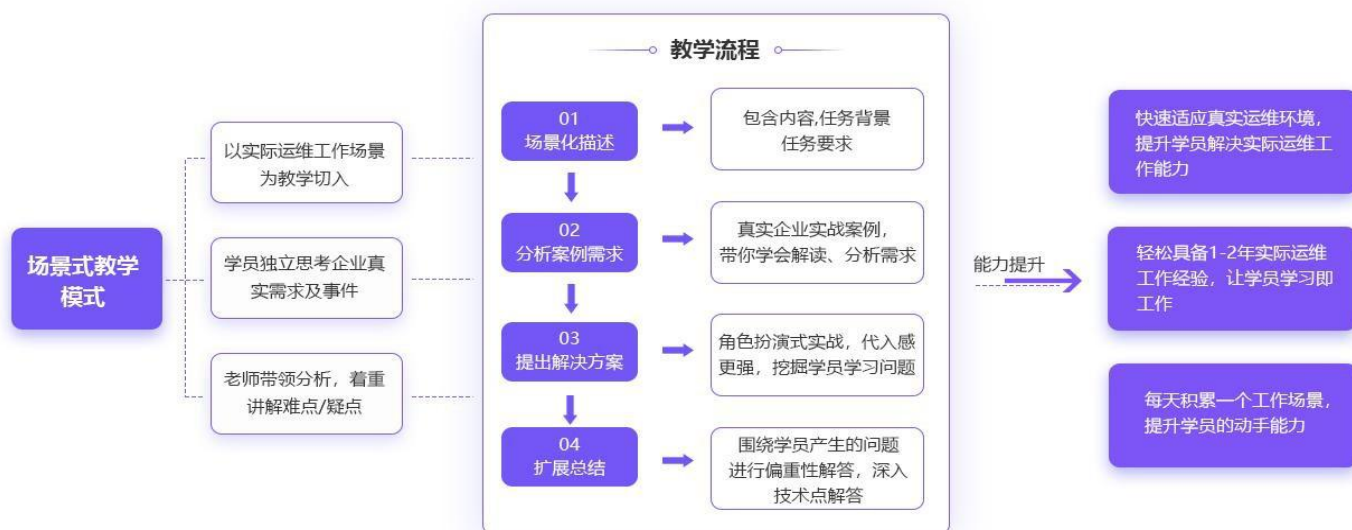 场景式教学
模式
以实际运维工作场景
为教学切入
学员独立思考企业真
实需求及事件
老师带领分析，着重
讲解难点/疑点
教学流程
01
场景化描述
包含内容,任务背景
任务要求
02
分析案例需求
真实企业实战案例，
带你学会解读、分析需求
03
提出解决方案
角色扮演式实战，代入感
更强，挖掘学员学习问题
04
扩展总结
围绕学员产生的问题
进行偏重性解答，深入
技术点解答
能力提升
快速适应真实运维环境，
提升学员解决实际运维工
作能力
轻松具备1-2年实际运维
工作经验，让学员学习即
工作
每天积累一个工作场景，
提升学员的动手能力